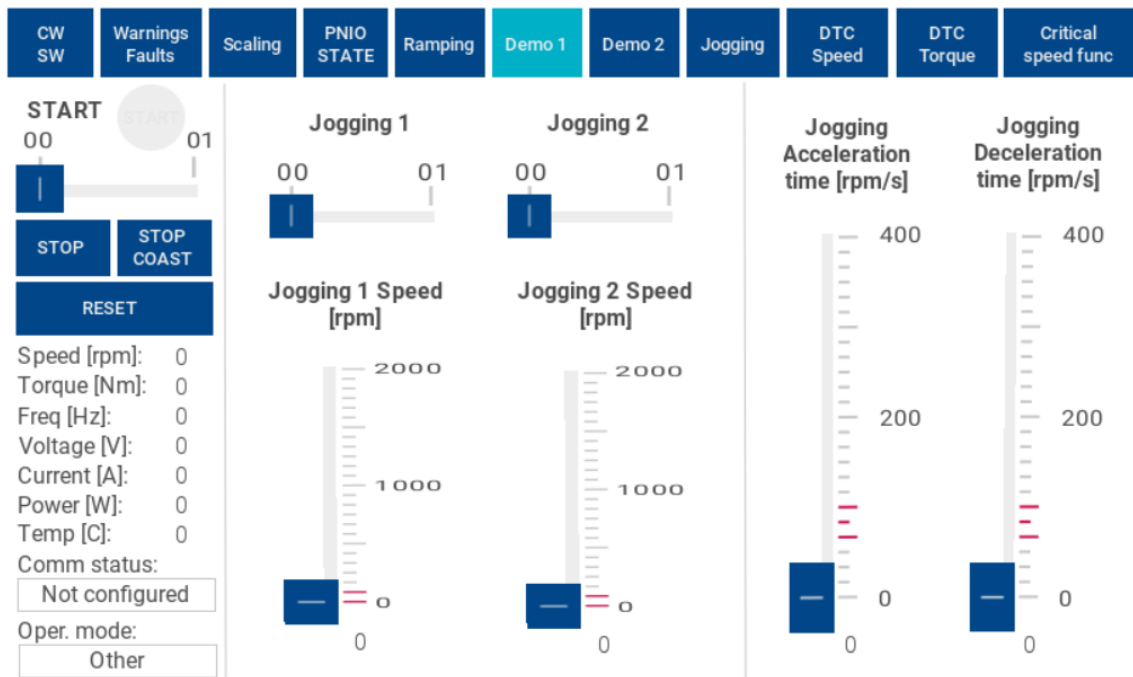 CW
SW
Warnings
Faults
Scaling
PNIO
STATE
Ramping
Demo 1
Demo 2
Jogging
DTC
Speed
DTC
Torque
Critical
speed func
START
START
00 01
STOP
STOP
COAST
RESET
Speed [rpm]: 0
Torque [Nm]: 0
Freq [Hz]: 0
Voltage [V]: 0
Current [A]: 0
Power [W]: 0
Temp [C]: 0
Comm status:
Not configured
Oper. mode:
Other
Jogging 1
00 01
Jogging 2
00 01
Jogging 1 Speed
[rpm]
2000
1000
0
0
Jogging 2 Speed
[rpm]
2000
1000
0
0
Jogging
Acceleration
time [rpm/s]
400
200
0
0
Jogging
Deceleration
time [rpm/s]
400
200
0
0